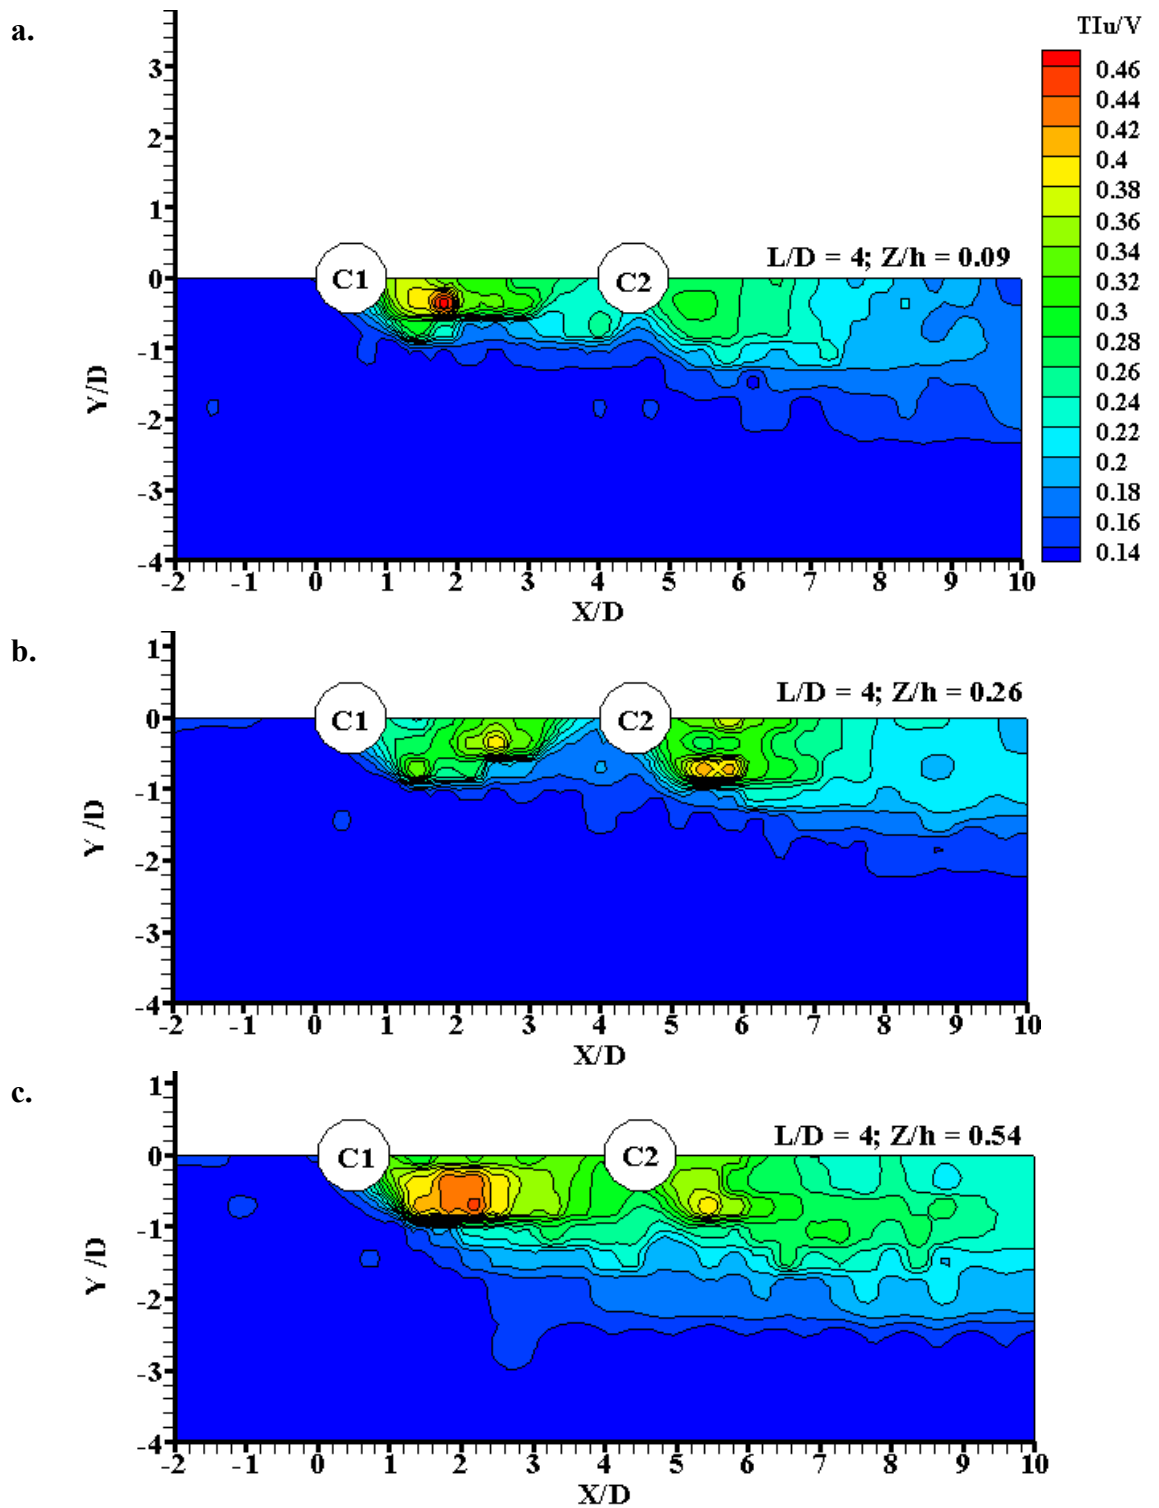 a.
TIu/V
3
2
1
0
-1
-2
-3
-4
Y/D
C1
C2
L/D = 4; Z/h = 0.09
0.46
0.44
0.42
0.4
0.38
0.36
0.34
0.32
0.3
0.28
0.26
0.24
0.22
0.2
0.18
0.16
0.14
-2 -1 0 1 2 3 4 5 6 7 8 9 10
X/D
b.
1
0
-1
-2
-3
-4
Y /D
C1
C2
L/D = 4; Z/h = 0.26
-2 -1 0 1 2 3 4 5 6 7 8 9 10
X/D
c.
1
0
-1
-2
-3
-4
Y /D
C1
C2
L/D = 4; Z/h = 0.54
-2 -1 0 1 2 3 4 5 6 7 8 9 10
X/D